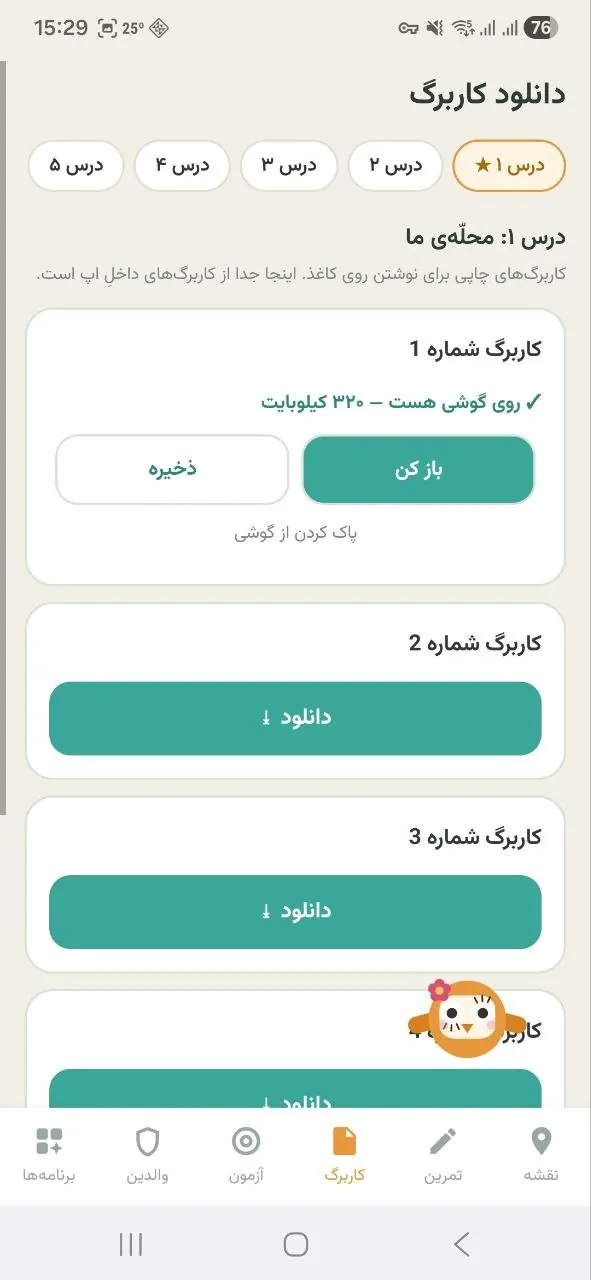 15:29 25° 76
دانلود کاربرگ
درس ۱ ★ درس ۲ درس ۳ درس ۴ درس ۵
درس ۱: محلّه‌ی ما
کاربرگ‌های چاپی برای نوشتن روی کاغذ. اینجا جدا از کاربرگ‌های داخلِ اپ است.
کاربرگ شماره 1
✓ روی گوشی هست — ۳۲۰ کیلوبایت
باز کن ذخیره
پاک کردن از گوشی
کاربرگ شماره 2
دانلود ⤓
کاربرگ شماره 3
دانلود ⤓
دانلود ⤓
نقشه تمرین کاربرگ آزمون والدین برنامه‌ها